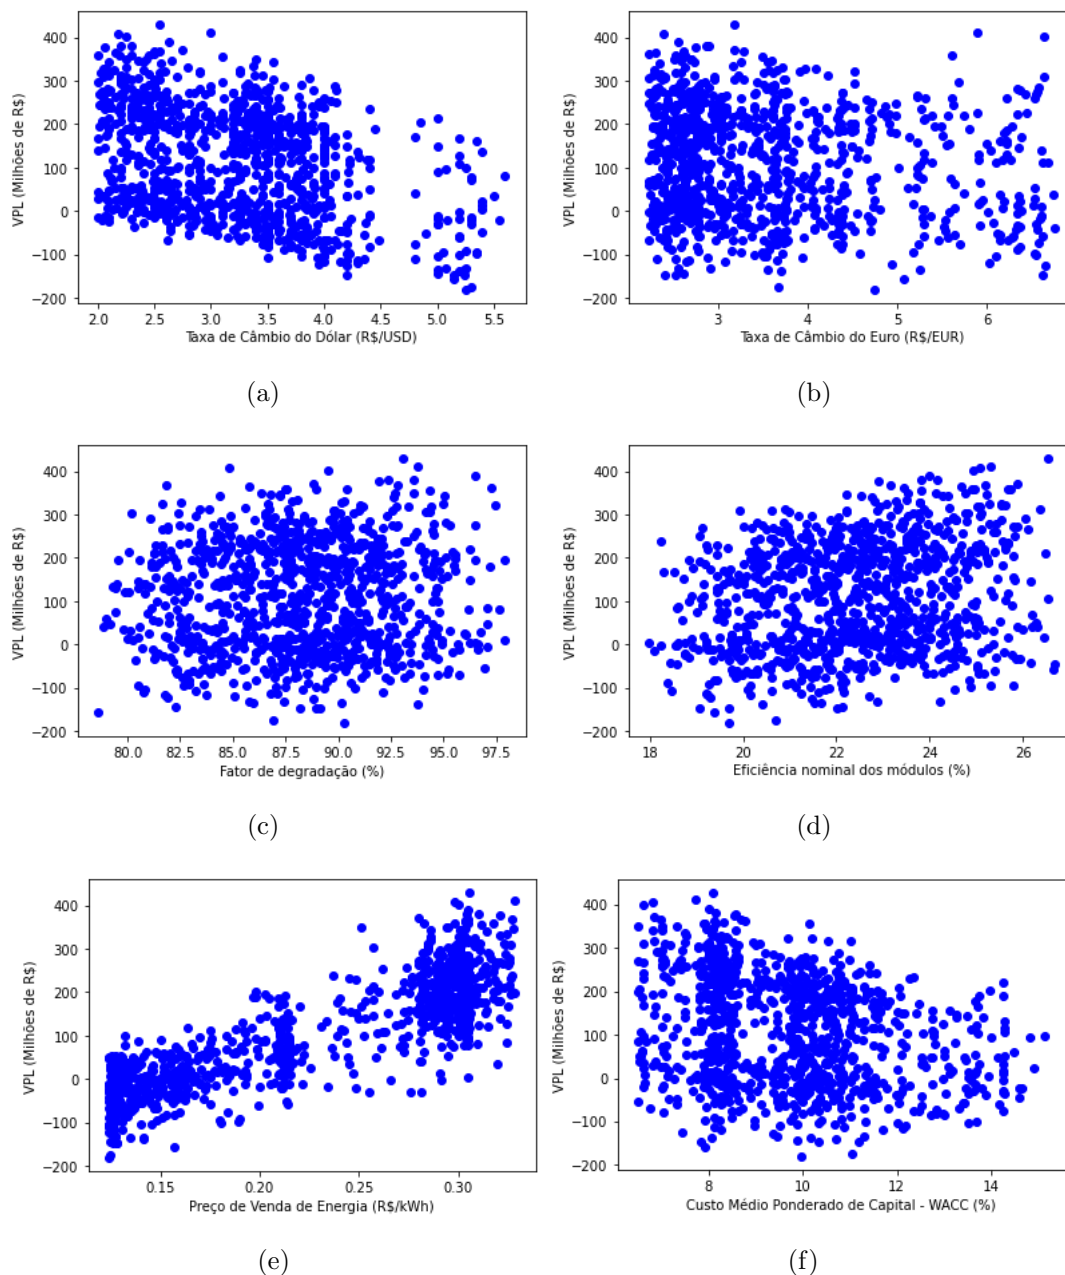 400
300
200
100
0
−100
−200
VPL (Milhões de R$)
2.0 2.5 3.0 3.5 4.0 4.5 5.0 5.5
Taxa de Câmbio do Dólar (R$/USD)
(a)
400
300
200
100
0
−100
−200
VPL (Milhões de R$)
3 4 5 6
Taxa de Câmbio do Euro (R$/EUR)
(b)
400
300
200
100
0
−100
−200
VPL (Milhões de R$)
80.0 82.5 85.0 87.5 90.0 92.5 95.0 97.5
Fator de degradação (%)
(c)
400
300
200
100
0
−100
−200
VPL (Milhões de R$)
18 20 22 24 26
Eficiência nominal dos módulos (%)
(d)
400
300
200
100
0
−100
−200
VPL (Milhões de R$)
0.15 0.20 0.25 0.30
Preço de Venda de Energia (R$/kWh)
(e)
400
300
200
100
0
−100
−200
VPL (Milhões de R$)
8 10 12 14
Custo Médio Ponderado de Capital - WACC (%)
(f)